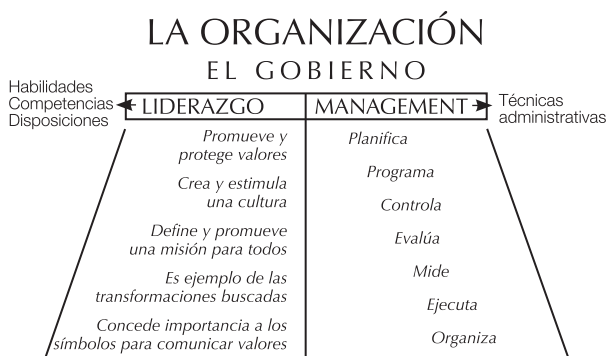 LA ORGANIZACIÓN
EL GOBIERNO
Habilidades
Competencias
Disposiciones
LIDERAZGO
MANAGEMENT
Técnicas
administrativas
Promueve y
protege valores
Crea y estimula
una cultura
Define y promueve
una misión para todos
Es ejemplo de las
transformaciones buscadas
Concede importancia a los
símbolos para comunicar valores
Planifica
Programa
Controla
Evalúa
Mide
Ejecuta
Organiza